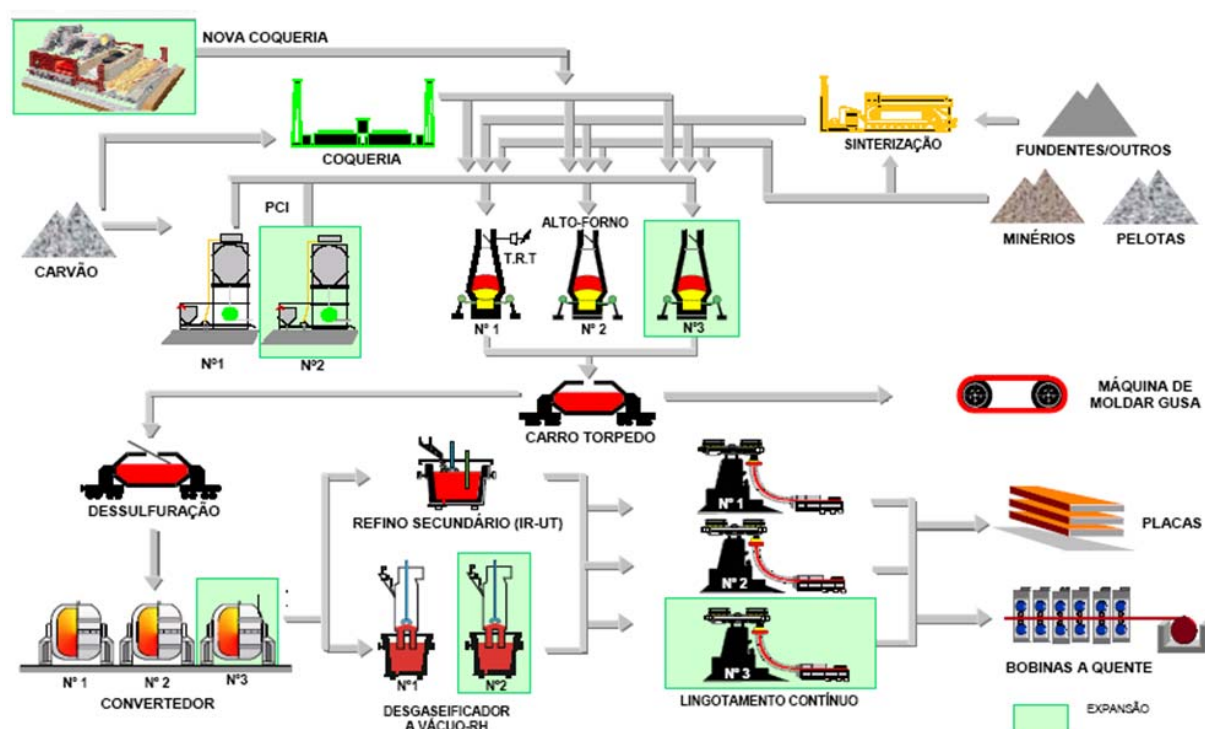 NOVA COQUERIA
COQUERIA
SINTERIZAÇÃO
FUNDENTES/OUTROS
CARVÃO
PCI
MINÉRIOS
PELOTAS
ALTO-FORNO
T.R.T
Nº1
Nº2
Nº 1
Nº 2
Nº3
CARRO TORPEDO
MÁQUINA DE
MOLDAR GUSA
DESSULFURAÇÃO
REFINO SECUNDÁRIO (IR-UT)
Nº 1
Nº 2
Nº 3
LINGOTAMENTO CONTÍNUO
PLACAS
Nº 1
Nº 2
Nº3
CONVERTEDOR
Nº1
Nº2
DESGASEIFICADOR
A VÁCUO-RH
BOBINAS A QUENTE
EXPANSÃO